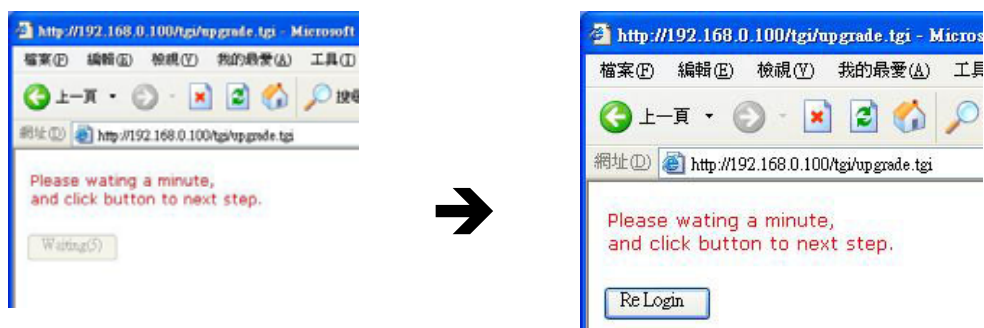 http://192.168.0.100/tgi/upgrade.tgi - Microsoft
檔案(F) 編輯(E) 檢視(V) 我的最愛(A) 工具(T)
上一頁
網址(D) http://192.168.0.100/tgi/upgrade.tgi
Please wating a minute,
and click button to next step.
Waiting(5)
http://192.168.0.100/tgi/upgrade.tgi - Micros
檔案(F) 編輯(E) 檢視(V) 我的最愛(A) 工具
上一頁
網址(D) http://192.168.0.100/tgi/upgrade.tgi
Please wating a minute,
and click button to next step.
Re Login